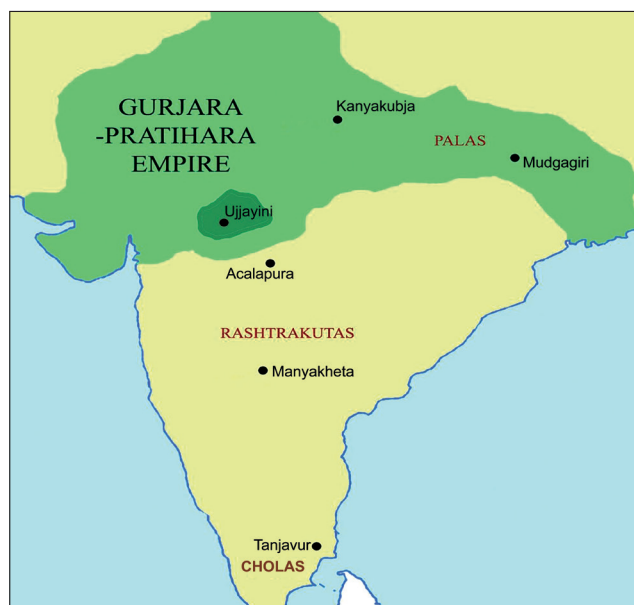 GURJARA
-PRATIHARA
EMPIRE
Kanyakubja
PALAS
Mudgagiri
Ujjayini
Acalapura
RASHTRAKUTAS
Manyakheta
Tanjavur
CHOLAS